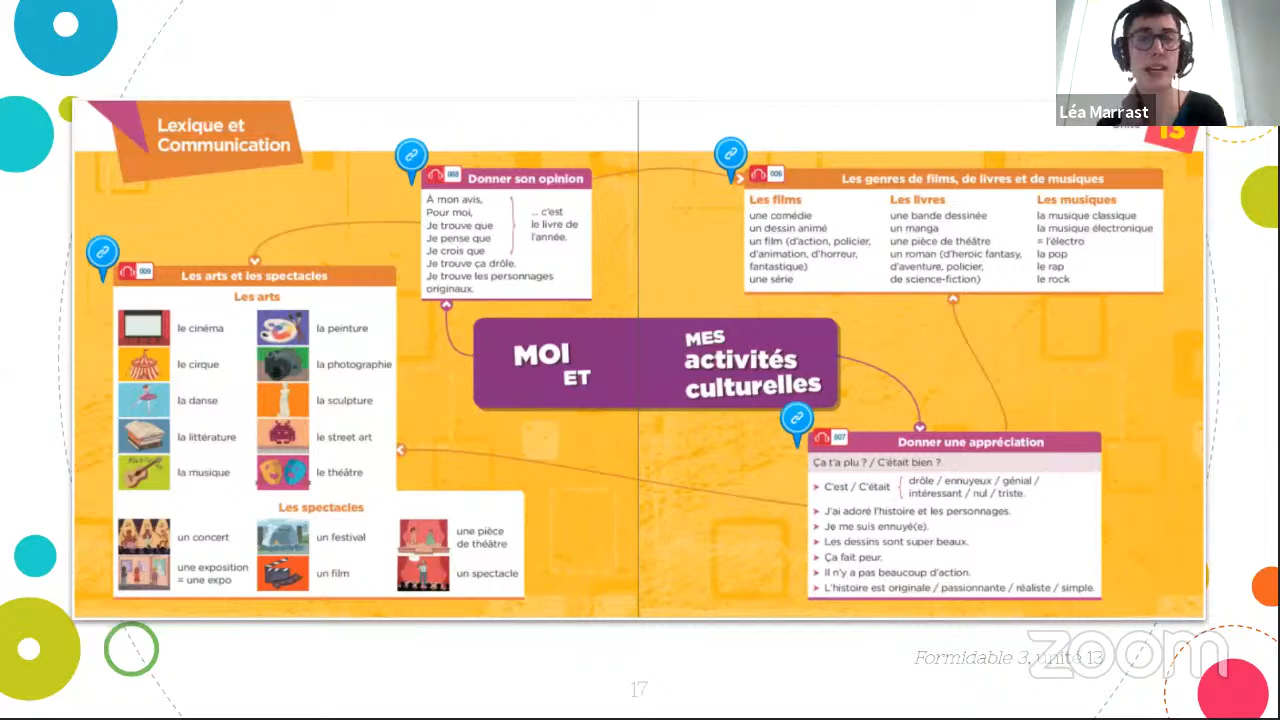 Léa Marrast
Lexique et
Communication
13
008
Donner son opinion
À mon avis,
Pour moi,
Je trouve que
Je pense que
Je crois que
... c'est
le livre de
l'année.
Je trouve ça drôle.
Je trouve les personnages
originaux.
Les genres de films, de livres et de musiques
Les films
une comédie
un dessin animé
un film (d'action, policier,
d'animation, d'horreur,
fantastique)
une série
Les livres
une bande dessinée
un manga
une pièce de théâtre
un roman (d'heroic fantasy,
d'aventure, policier,
de science-fiction)
Les musiques
la musique classique
la musique électronique
= l'électro
la pop
le rap
le rock
009
Les arts et les spectacles
Les arts
le cinéma
la peinture
le cirque
la photographie
la danse
la sculpture
la littérature
le street art
la musique
le théâtre
Les spectacles
un concert
un festival
une pièce
de théâtre
une exposition
= une expo
un film
un spectacle
MOI
ET
MES
activités
culturelles
007
Donner une appréciation
Ça t'a plu ? / C'était bien ?
C'est / C'était
drôle / ennuyeux / génial /
intéressant / nul / triste.
J'ai adoré l'histoire et les personnages.
Je me suis ennuyé(e).
Les dessins sont super beaux.
Ça fait peur.
Il n'y a pas beaucoup d'action.
L'histoire est originale / passionnante / réaliste / simple.
Formidable 3, unité 13
zoom
17